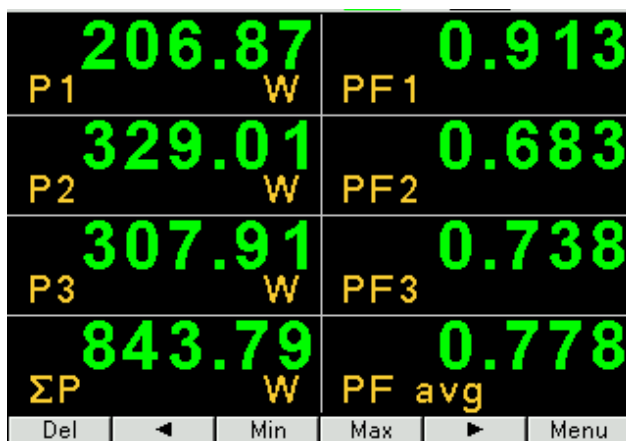 206.87 0.913
P1 W PF1
329.01 0.683
P2 W PF2
307.91 0.738
P3 W PF3
843.79 0.778
ΣP W PF avg
Del ◄ Min Max ► Menu